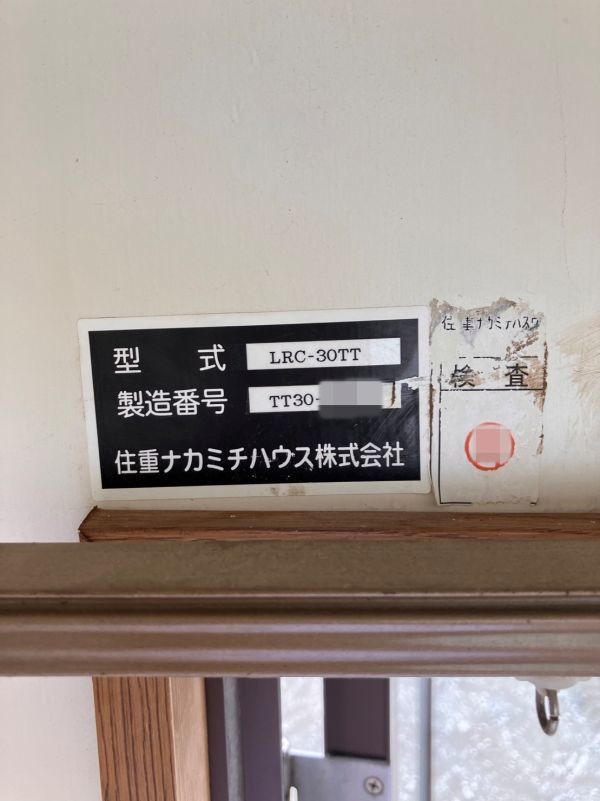 型 式 LRC-30TT
製造番号 TT30-
住重ナカミチハウス株式会社
住重ナカミチハスウ
検査